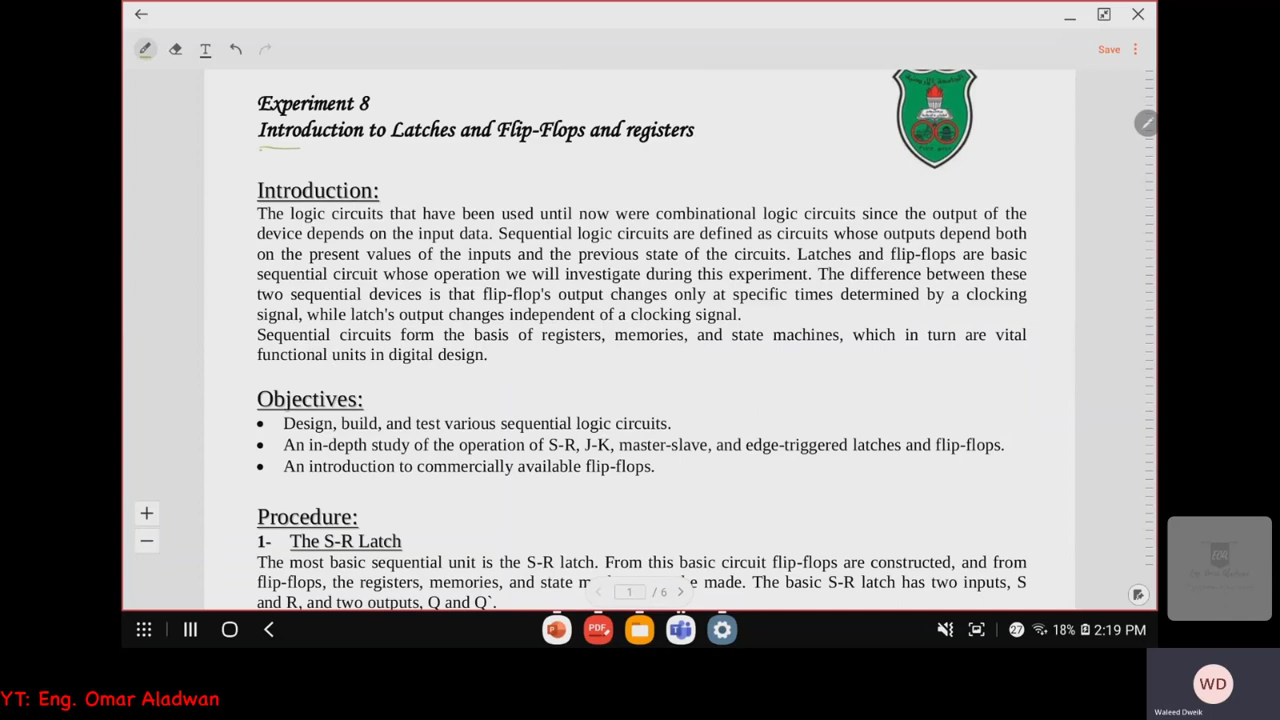 Save
Experiment 8
Introduction to Latches and Flip-Flops and registers
Introduction:
The logic circuits that have been used until now were combinational logic circuits since the output of the
device depends on the input data. Sequential logic circuits are defined as circuits whose outputs depend both
on the present values of the inputs and the previous state of the circuits. Latches and flip-flops are basic
sequential circuit whose operation we will investigate during this experiment. The difference between these
two sequential devices is that flip-flop's output changes only at specific times determined by a clocking
signal, while latch's output changes independent of a clocking signal.
Sequential circuits form the basis of registers, memories, and state machines, which in turn are vital
functional units in digital design.
Objectives:
• Design, build, and test various sequential logic circuits.
• An in-depth study of the operation of S-R, J-K, master-slave, and edge-triggered latches and flip-flops.
• An introduction to commercially available flip-flops.
Procedure:
1- The S-R Latch
The most basic sequential unit is the S-R latch. From this basic circuit flip-flops are constructed, and from
flip-flops, the registers, memories, and state m e made. The basic S-R latch has two inputs, S
1 / 6
and R, and two outputs, Q and Q`.
PDF
27 18% 2:19 PM
WD
Waleed Dweik
YT: Eng. Omar Aladwan